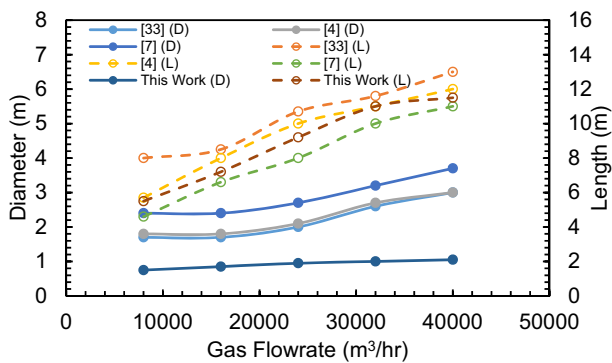 [33] (D) [4] (D)
[7] (D) [33] (L)
[4] (L) [7] (L)
This Work (D) This Work (L)
8
7
6
5
4
3
2
1
0
Diameter (m)
16
14
12
10
8
6
4
2
0
Length (m)
0 10000 20000 30000 40000 50000
Gas Flowrate (m³/hr)